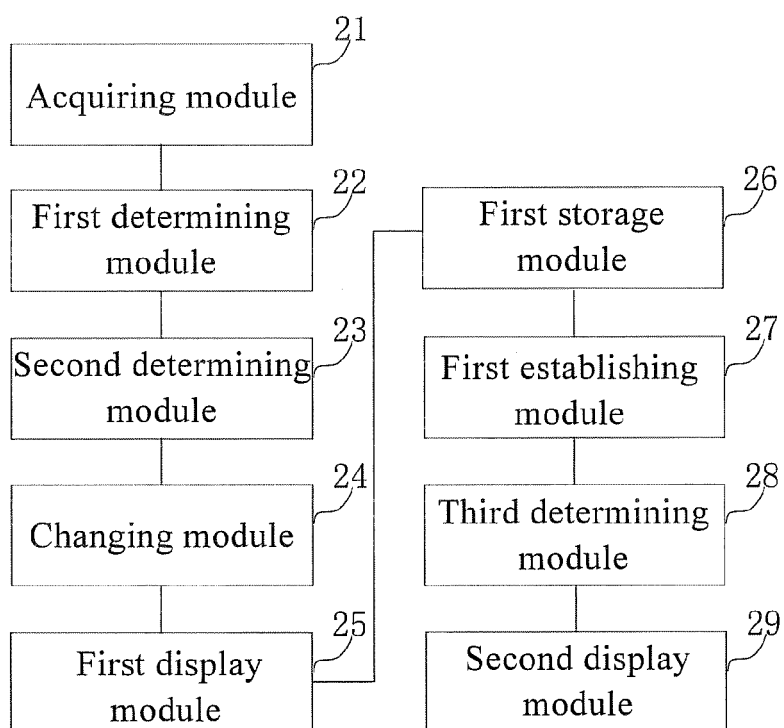 21
Acquiring module
22
First determining
module
23
Second determining
module
24
Changing module
25
First display
module
26
First storage
module
27
First establishing
module
28
Third determining
module
29
Second display
module